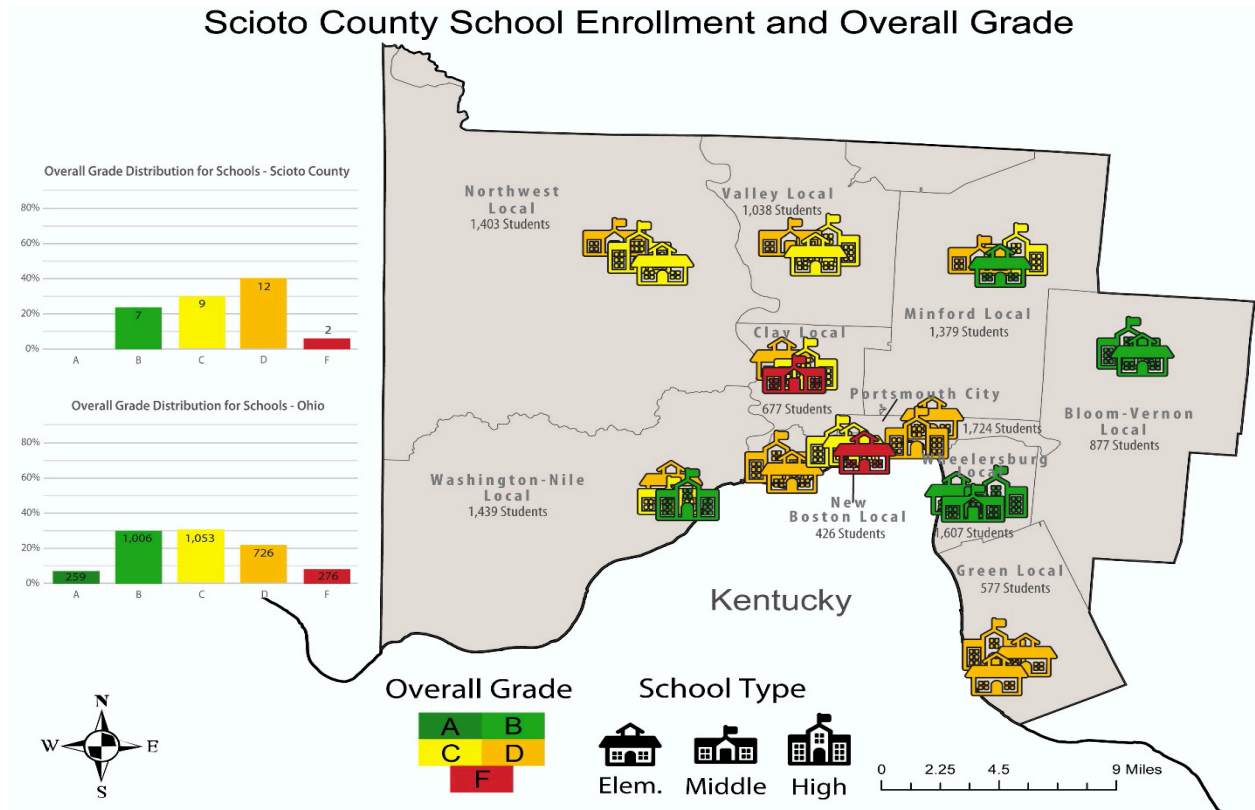 Scioto County School Enrollment and Overall Grade
Overall Grade Distribution for Schools - Scioto County
80%
60%
40%
20%
0%
7
9
12
2
A
B
C
D
F
Overall Grade Distribution for Schools - Ohio
80%
60%
40%
20%
0%
259
1,006
1,053
726
276
A
B
C
D
F
Northwest
Local
1,403 Students
Valley Local
1,038 Students
Minford Local
1,379 Students
Clay Local
677 Students
Portsmouth City
1,724 Students
Bloom-Vernon
Local
877 Students
Wheelersburg
Local
1,607 Students
Washington-Nile
Local
1,439 Students
New
Boston Local
426 Students
Green Local
577 Students
Kentucky
N
W
E
S
Overall Grade
A
B
C
D
F
School Type
Elem.
Middle
High
0
2.25
4.5
9 Miles